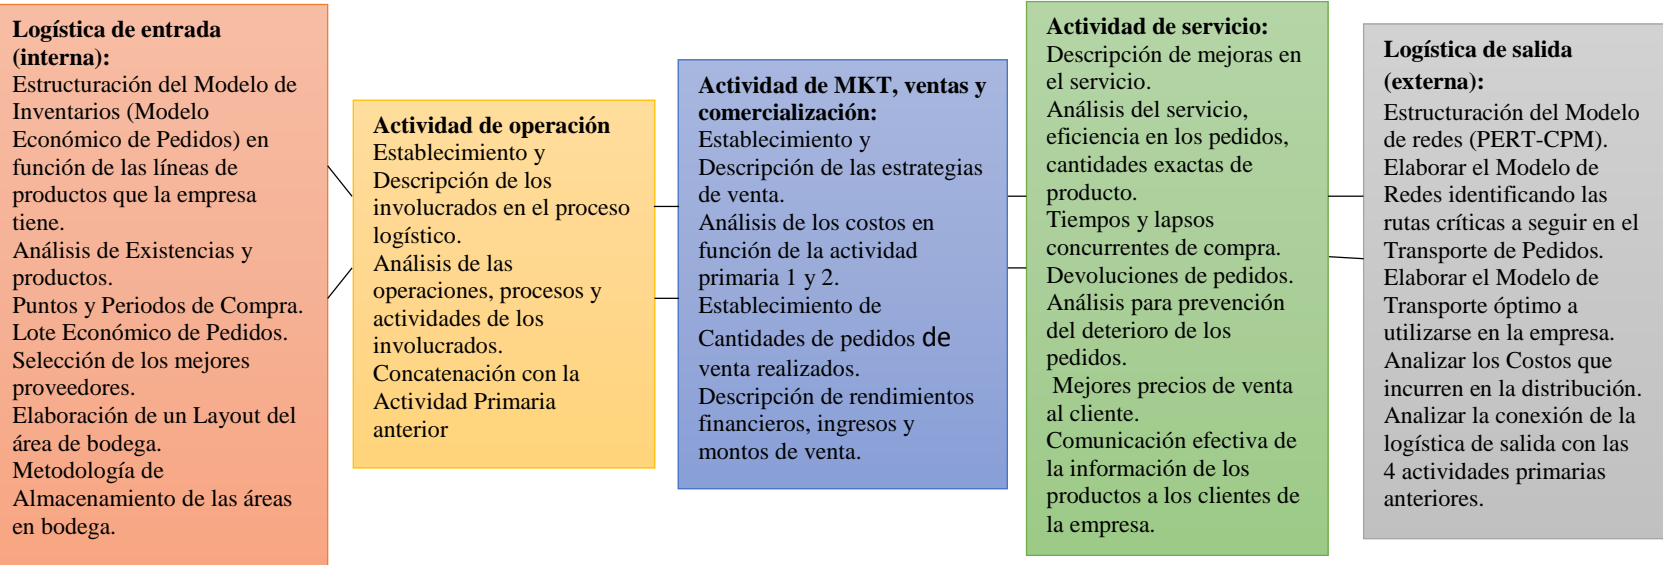 Logística de entrada
(interna):
Estructuración del Modelo de
Inventarios (Modelo
Económico de Pedidos) en
función de las líneas de
productos que la empresa
tiene.
Análisis de Existencias y
productos.
Puntos y Periodos de Compra.
Lote Económico de Pedidos.
Selección de los mejores
proveedores.
Elaboración de un Layout del
área de bodega.
Metodología de
Almacenamiento de las áreas
en bodega.
Actividad de operación
Establecimiento y
Descripción de los
involucrados en el proceso
logístico.
Análisis de las
operaciones, procesos y
actividades de los
involucrados.
Concatenación con la
Actividad Primaria
anterior
Actividad de MKT, ventas y
comercialización:
Establecimiento y
Descripción de las estrategias
de venta.
Análisis de los costos en
función de la actividad
primaria 1 y 2.
Establecimiento de
Cantidades de pedidos de
venta realizados.
Descripción de rendimientos
financieros, ingresos y
montos de venta.
Actividad de servicio:
Descripción de mejoras en
el servicio.
Análisis del servicio,
eficiencia en los pedidos,
cantidades exactas de
producto.
Tiempos y lapsos
concurrentes de compra.
Devoluciones de pedidos.
Análisis para prevención
del deterioro de los
pedidos.
Mejores precios de venta
al cliente.
Comunicación efectiva de
la información de los
productos a los clientes de
la empresa.
Logística de salida
(externa):
Estructuración del Modelo
de redes (PERT-CPM).
Elaborar el Modelo de
Redes identificando las
rutas críticas a seguir en el
Transporte de Pedidos.
Elaborar el Modelo de
Transporte óptimo a
utilizarse en la empresa.
Analizar los Costos que
incurren en la distribución.
Analizar la conexión de la
logística de salida con las
4 actividades primarias
anteriores.